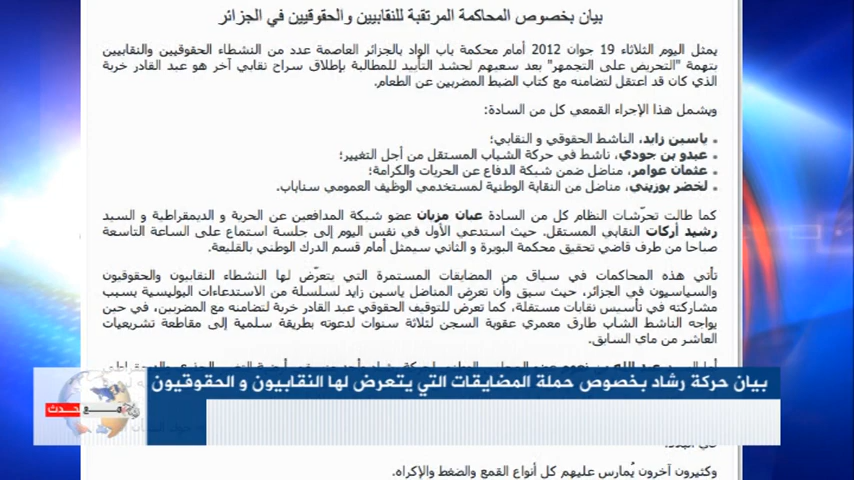 بيان بخصوص المحاكمة المرتقبة للنقابيين والحقوقيين في الجزائر
يمثل اليوم الثلاثاء 19 جوان 2012 أمام محكمة باب الواد بالجزائر العاصمة عدد من النشطاء الحقوقيين والنقابيين
بتهمة "التحريض على التجمهر" بعد سعيهم لحشد التأييد للمطالبة بإطلاق سراح نقابي آخر هو عبد القادر خربة
الذي كان قد اعتقل لتضامنه مع كتاب الضبط المضربين عن الطعام.
ويشمل هذا الإجراء القمعي كل من السادة:
ياسين زايد، الناشط الحقوقي و النقابي؛
عبدو بن جودي، ناشط في حركة الشباب المستقل من أجل التغيير؛
عثمان عوامر، مناضل ضمن شبكة الدفاع عن الحريات والكرامة؛
لخضر بوزيني، مناضل من النقابة الوطنية لمستخدمي الوظيف العمومي سناباب.
كما طالت تحرّشات النظام كل من السادة عبان مزيان عضو شبكة المدافعين عن الحرية و الديمقراطية و السيد
رشيد أركات النقابي المستقل. حيث استدعي الأول في نفس اليوم إلى جلسة استماع على الساعة التاسعة
صباحا من طرف قاضي تحقيق محكمة البويرة و الثاني سيمثل أمام قسم الدرك الوطني بالقليعة.
تأتي هذه المحاكمات في سياق من المضايقات المستمرة التي يتعرّض لها النشطاء النقابيون والحقوقيون
والسياسيون في الجزائر، حيث سبق وأن تعرض المناضل ياسين زايد لسلسلة من الاستدعاءات البوليسية بسبب
مشاركته في تأسيس نقابات مستقلة، كما تعرض للتوقيف الحقوقي عبد القادر خربة لتضامنه مع المضربين، في حين
يواجه الناشط الشاب طارق معمري عقوبة السجن لثلاثة سنوات لدعوته بطريقة سلمية إلى مقاطعة تشريعيات
العاشر من ماي السابق.
بيان حركة رشاد بخصوص حملة المضايقات التي يتعرض لها النقابيون و الحقوقيون
مع الحدث
في البلاد.
وكثيرون آخرون يُمارس عليهم كل أنواع القمع والضغط والإكراه.